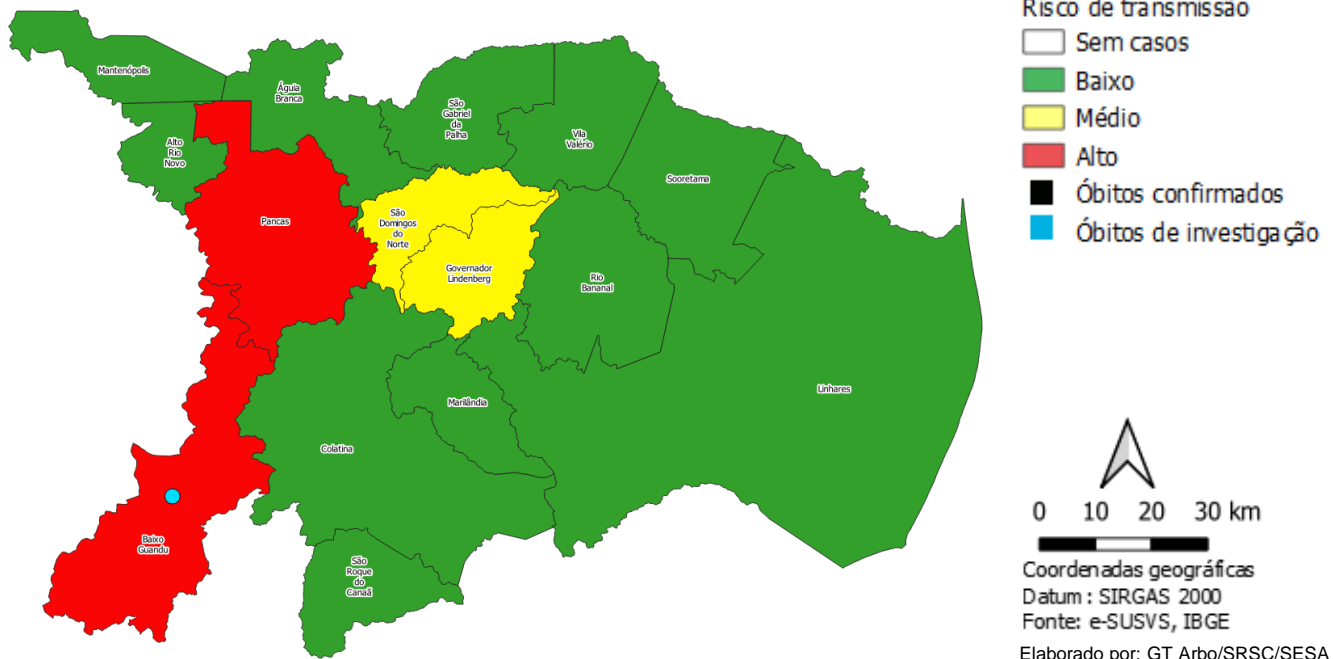 Risco de transmissão
Sem casos
Baixo
Médio
Alto
Óbitos confirmados
Óbitos de investigação
Mantenópolis
Águia
Branca
São
Gabriel
da
Palha
Vila
Valério
Alto
Rio
Novo
Sooretama
Pancas
São
Domingos
do
Norte
Governador
Lindenberg
Rio
Bananal
Linhares
Marilândia
Colatina
Baixo
Guandu
São
Roque
do
Canaã
0 10 20 30 km
Coordenadas geográficas
Datum : SIRGAS 2000
Fonte: e-SUSVS, IBGE
Elaborado por: GT Arbo/SRSC/SESA